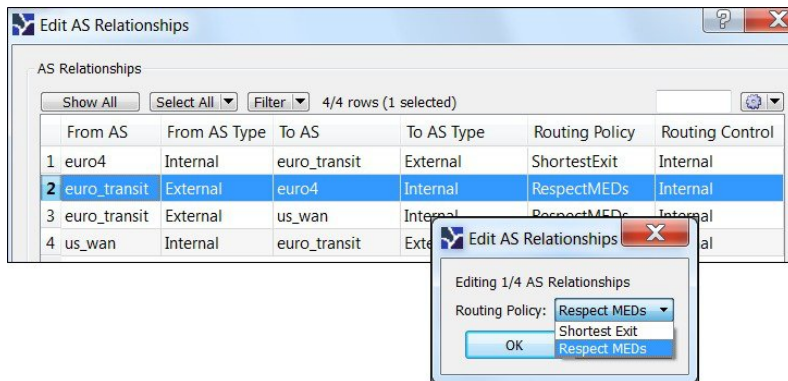 Edit AS Relationships
AS Relationships
Show All Select All Filter 4/4 rows (1 selected)
From AS From AS Type To AS To AS Type Routing Policy Routing Control
1 euro4 Internal euro_transit External ShortestExit Internal
2 euro_transit External euro4 Internal RespectMEDs Internal
3 euro_transit External us_wan
4 us_wan Internal euro_transit
Edit AS Relationships
Editing 1/4 AS Relationships
Routing Policy: Respect MEDs
Shortest Exit
Respect MEDs
OK